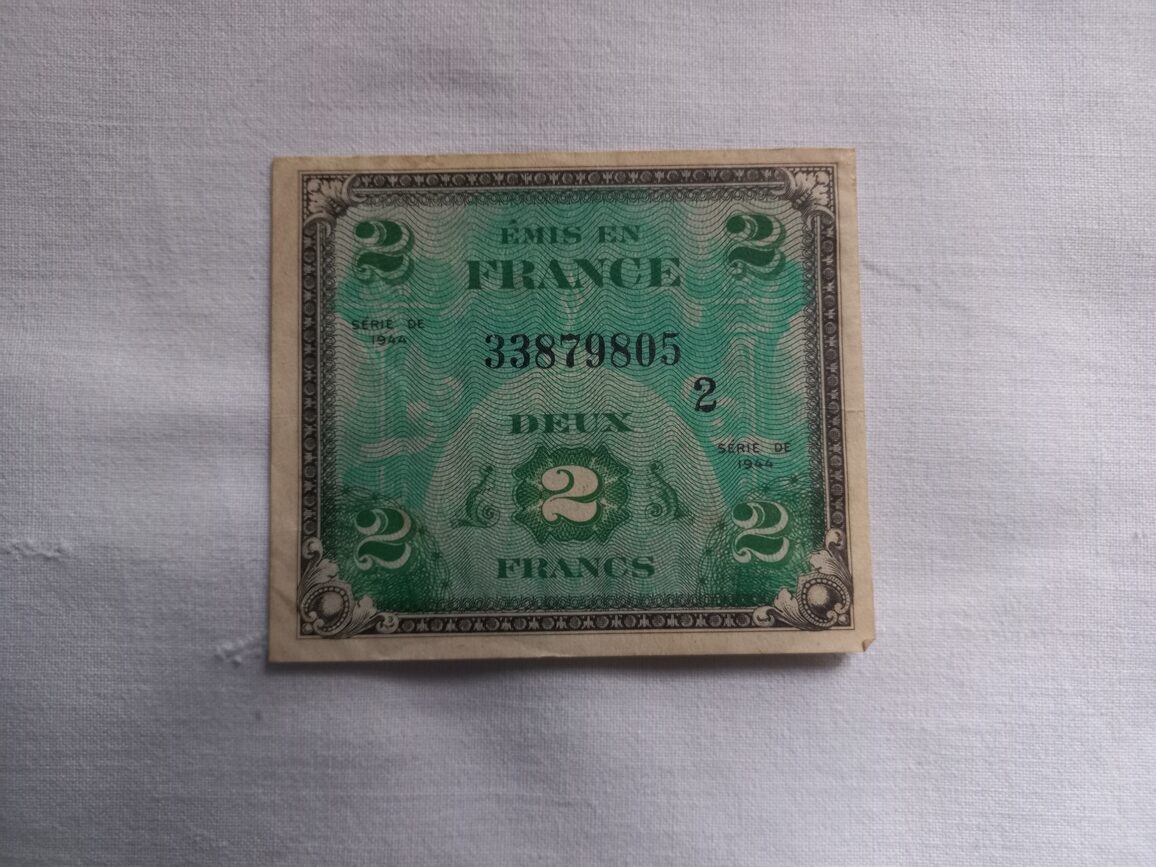 2 ÉMIS EN 2
FRANCE
SÉRIE DE
1944
33879805
2
DEUX
SÉRIE DE
1944
2
2 2
FRANCS